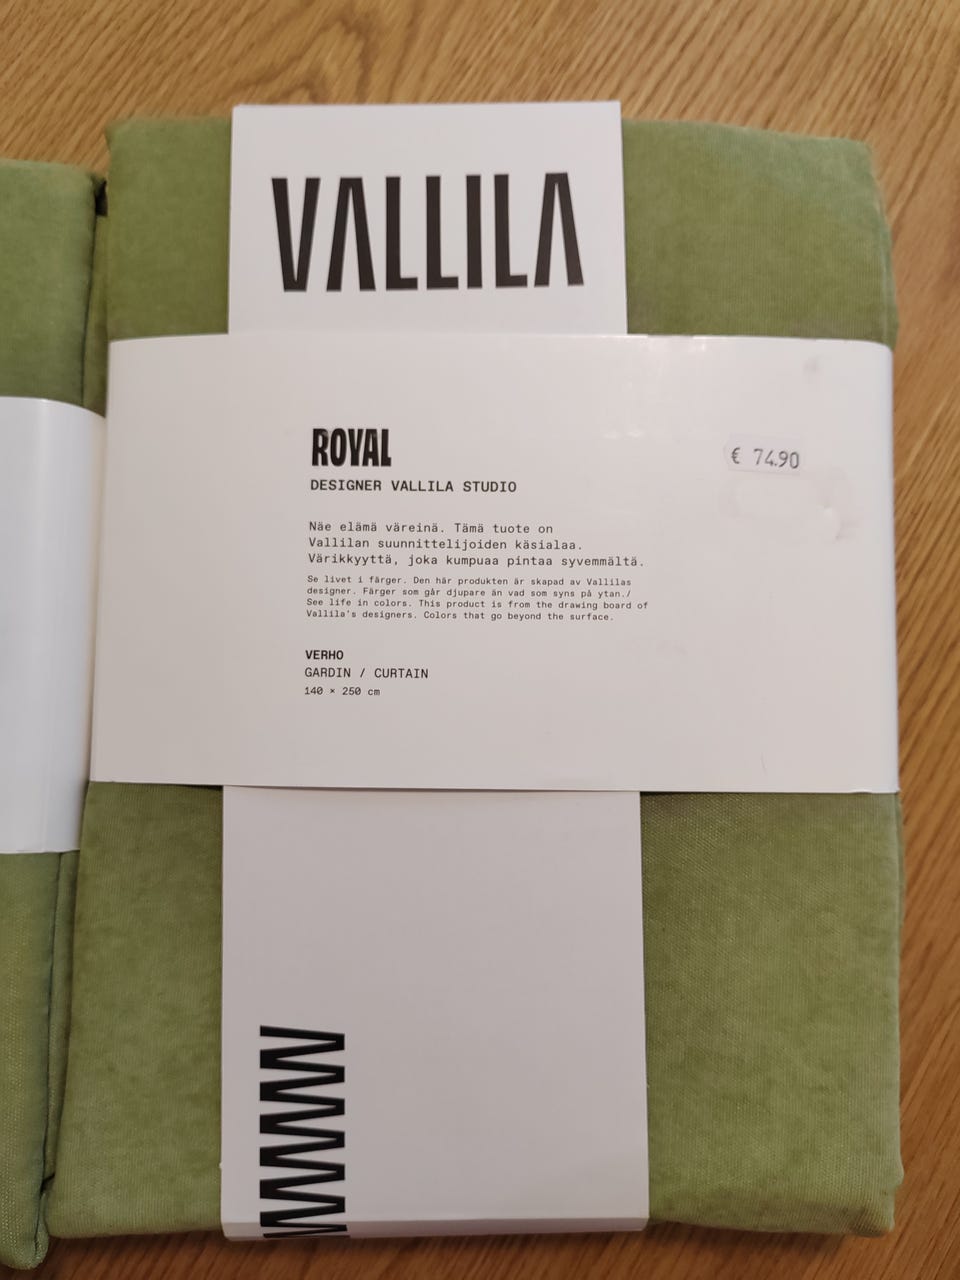 VALLILA
ROYAL
€ 74.90
DESIGNER VALLILA STUDIO
Näe elämä väreinä. Tämä tuote on
Vallilan suunnittelijoiden käsialaa.
Värikkyyttä, joka kumpuaa pintaa syvemmältä.
Se livet i färger. Den här produkten är skapad av Vallilas
designer. Färger som går djupare än vad som syns på ytan./
See life in colors. This product is from the drawing board of
Vallila's designers. Colors that go beyond the surface.
VERHO
GARDIN / CURTAIN
140 × 250 cm